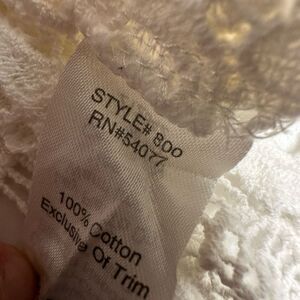 STYLE# 800
RN#54077
100% Cotton
Exclusive Of Trim